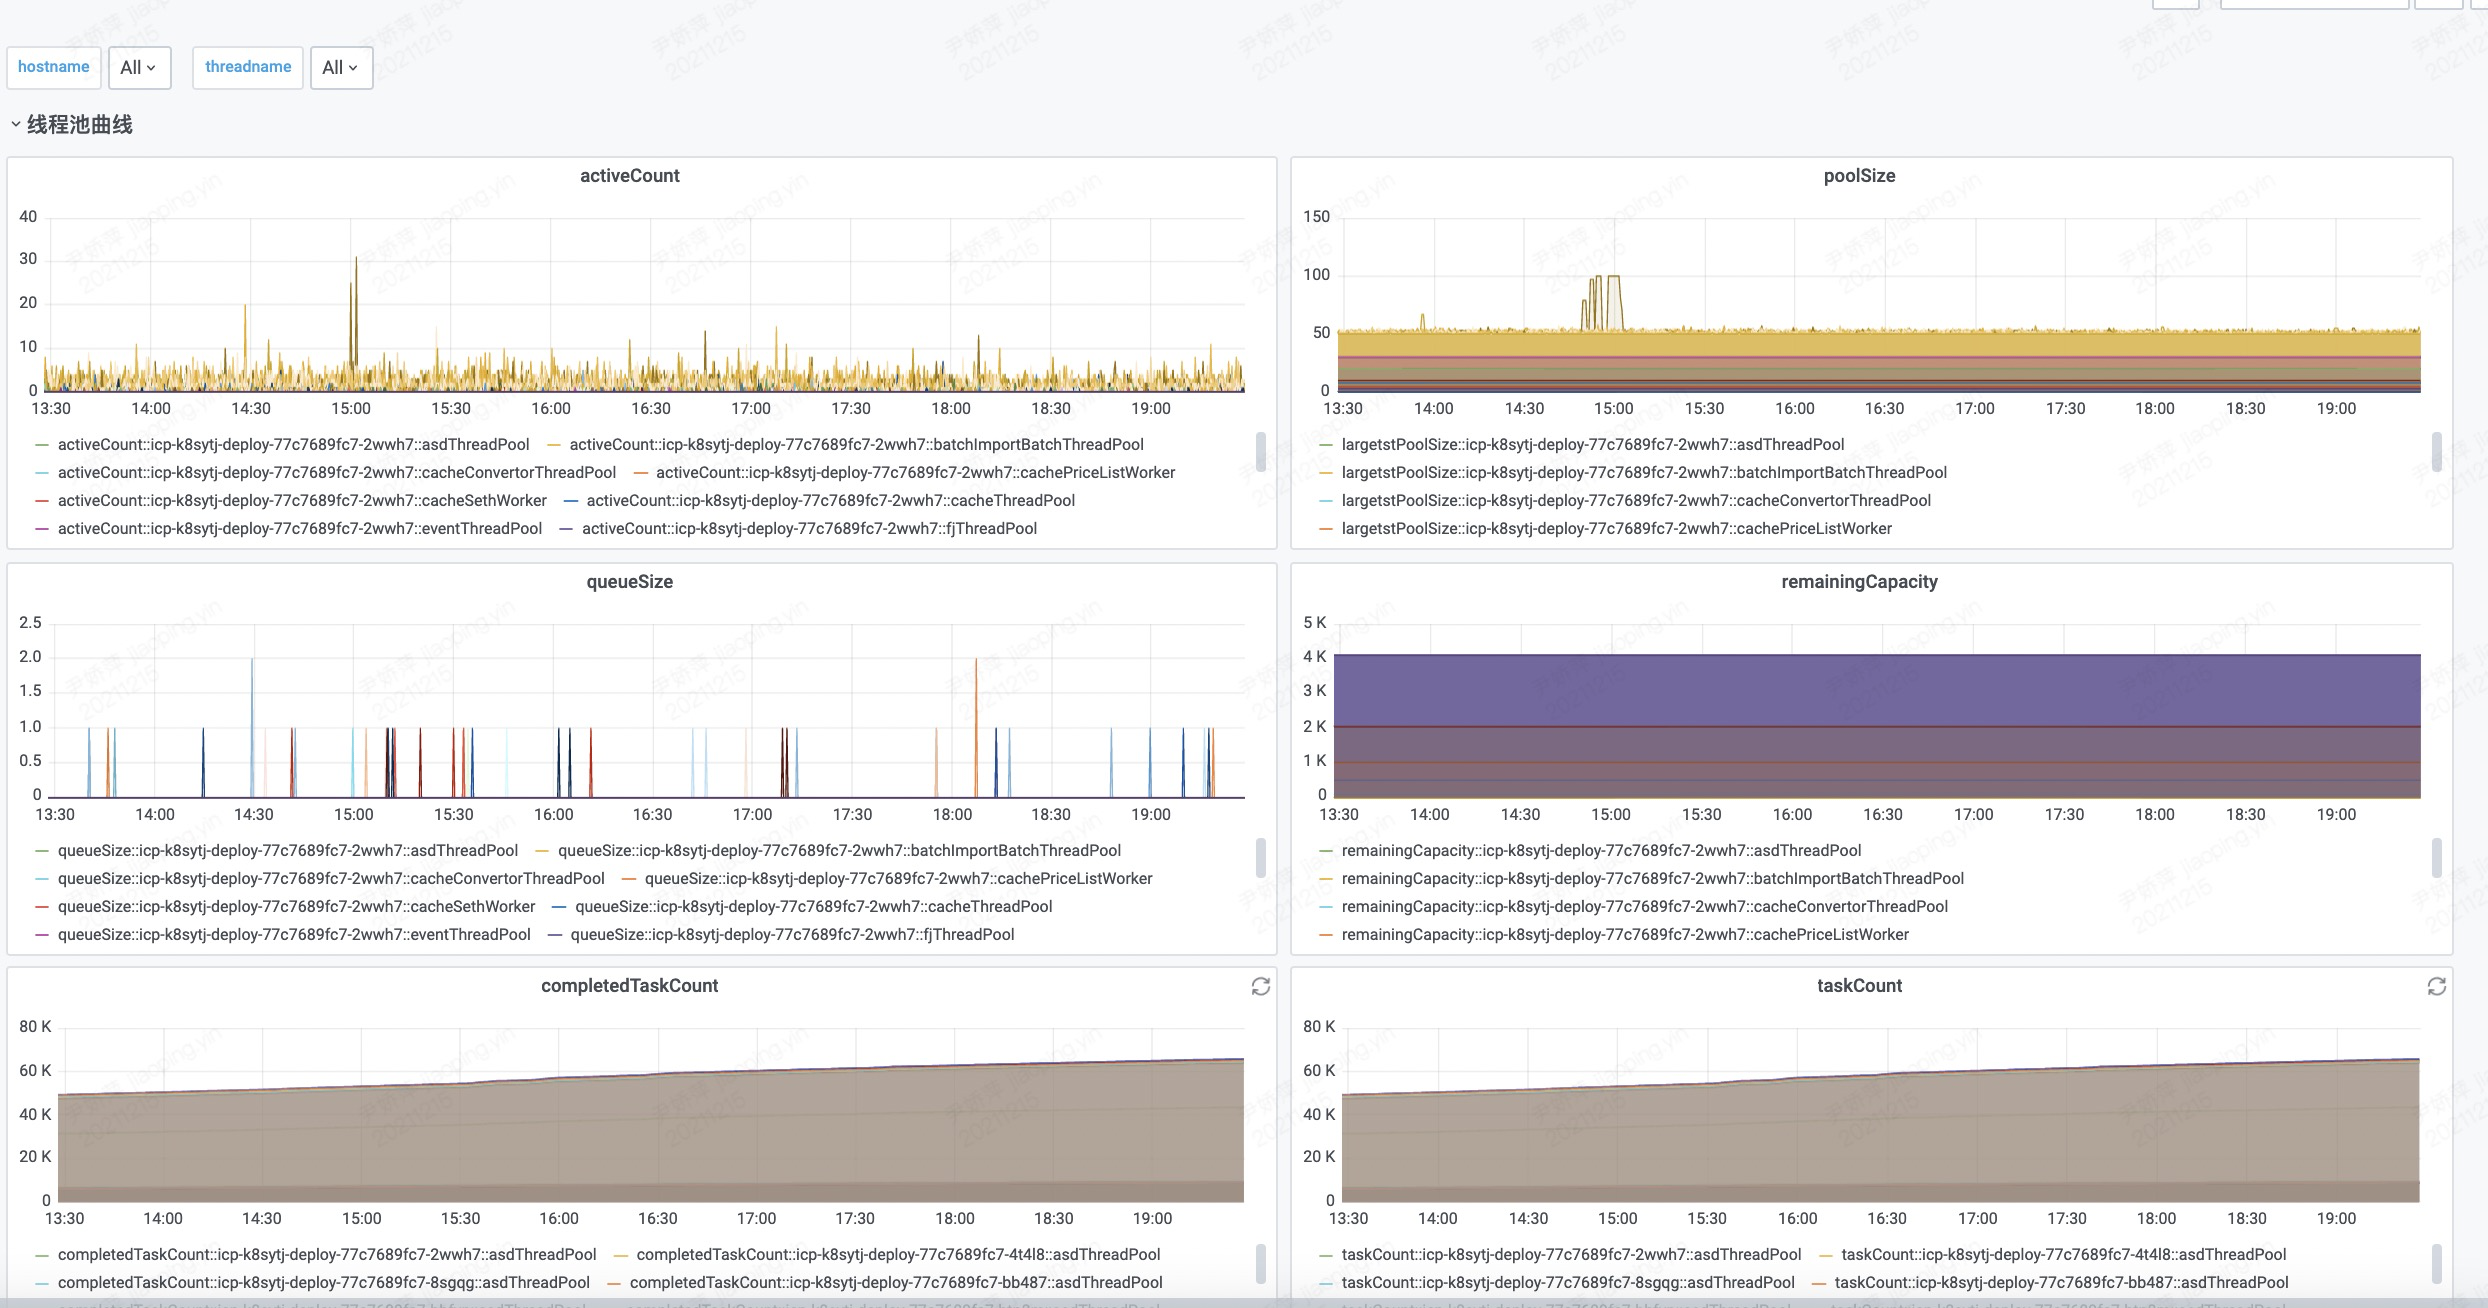 hostname All threadname All
线程池曲线
activeCount
40
30
20
10
0
13:30 14:00 14:30 15:00 15:30 16:00 16:30 17:00 17:30 18:00 18:30 19:00
activeCount::icp-k8sytj-deploy-77c7689fc7-2wwh7::asdThreadPool activeCount::icp-k8sytj-deploy-77c7689fc7-2wwh7::batchImportBatchThreadPool
activeCount::icp-k8sytj-deploy-77c7689fc7-2wwh7::cacheConvertorThreadPool activeCount::icp-k8sytj-deploy-77c7689fc7-2wwh7::cachePriceListWorker
activeCount::icp-k8sytj-deploy-77c7689fc7-2wwh7::cacheSethWorker activeCount::icp-k8sytj-deploy-77c7689fc7-2wwh7::cacheThreadPool
activeCount::icp-k8sytj-deploy-77c7689fc7-2wwh7::eventThreadPool activeCount::icp-k8sytj-deploy-77c7689fc7-2wwh7::fjThreadPool
poolSize
150
100
50
0
13:30 14:00 14:30 15:00 15:30 16:00 16:30 17:00 17:30 18:00 18:30 19:00
largetstPoolSize::icp-k8sytj-deploy-77c7689fc7-2wwh7::asdThreadPool
largetstPoolSize::icp-k8sytj-deploy-77c7689fc7-2wwh7::batchImportBatchThreadPool
largetstPoolSize::icp-k8sytj-deploy-77c7689fc7-2wwh7::cacheConvertorThreadPool
largetstPoolSize::icp-k8sytj-deploy-77c7689fc7-2wwh7::cachePriceListWorker
queueSize
2.5
2.0
1.5
1.0
0.5
0
13:30 14:00 14:30 15:00 15:30 16:00 16:30 17:00 17:30 18:00 18:30 19:00
queueSize::icp-k8sytj-deploy-77c7689fc7-2wwh7::asdThreadPool queueSize::icp-k8sytj-deploy-77c7689fc7-2wwh7::batchImportBatchThreadPool
queueSize::icp-k8sytj-deploy-77c7689fc7-2wwh7::cacheConvertorThreadPool queueSize::icp-k8sytj-deploy-77c7689fc7-2wwh7::cachePriceListWorker
queueSize::icp-k8sytj-deploy-77c7689fc7-2wwh7::cacheSethWorker queueSize::icp-k8sytj-deploy-77c7689fc7-2wwh7::cacheThreadPool
queueSize::icp-k8sytj-deploy-77c7689fc7-2wwh7::eventThreadPool queueSize::icp-k8sytj-deploy-77c7689fc7-2wwh7::fjThreadPool
remainingCapacity
5 K
4 K
3 K
2 K
1 K
0
13:30 14:00 14:30 15:00 15:30 16:00 16:30 17:00 17:30 18:00 18:30 19:00
remainingCapacity::icp-k8sytj-deploy-77c7689fc7-2wwh7::asdThreadPool
remainingCapacity::icp-k8sytj-deploy-77c7689fc7-2wwh7::batchImportBatchThreadPool
remainingCapacity::icp-k8sytj-deploy-77c7689fc7-2wwh7::cacheConvertorThreadPool
remainingCapacity::icp-k8sytj-deploy-77c7689fc7-2wwh7::cachePriceListWorker
completedTaskCount
80 K
60 K
40 K
20 K
0
13:30 14:00 14:30 15:00 15:30 16:00 16:30 17:00 17:30 18:00 18:30 19:00
completedTaskCount::icp-k8sytj-deploy-77c7689fc7-2wwh7::asdThreadPool completedTaskCount::icp-k8sytj-deploy-77c7689fc7-4t4l8::asdThreadPool
completedTaskCount::icp-k8sytj-deploy-77c7689fc7-8sgqg::asdThreadPool completedTaskCount::icp-k8sytj-deploy-77c7689fc7-bb487::asdThreadPool
taskCount
80 K
60 K
40 K
20 K
0
13:30 14:00 14:30 15:00 15:30 16:00 16:30 17:00 17:30 18:00 18:30 19:00
taskCount::icp-k8sytj-deploy-77c7689fc7-2wwh7::asdThreadPool taskCount::icp-k8sytj-deploy-77c7689fc7-4t4l8::asdThreadPool
taskCount::icp-k8sytj-deploy-77c7689fc7-8sgqg::asdThreadPool taskCount::icp-k8sytj-deploy-77c7689fc7-bb487::asdThreadPool
尹娇萍 jiaoping.yin
20211215